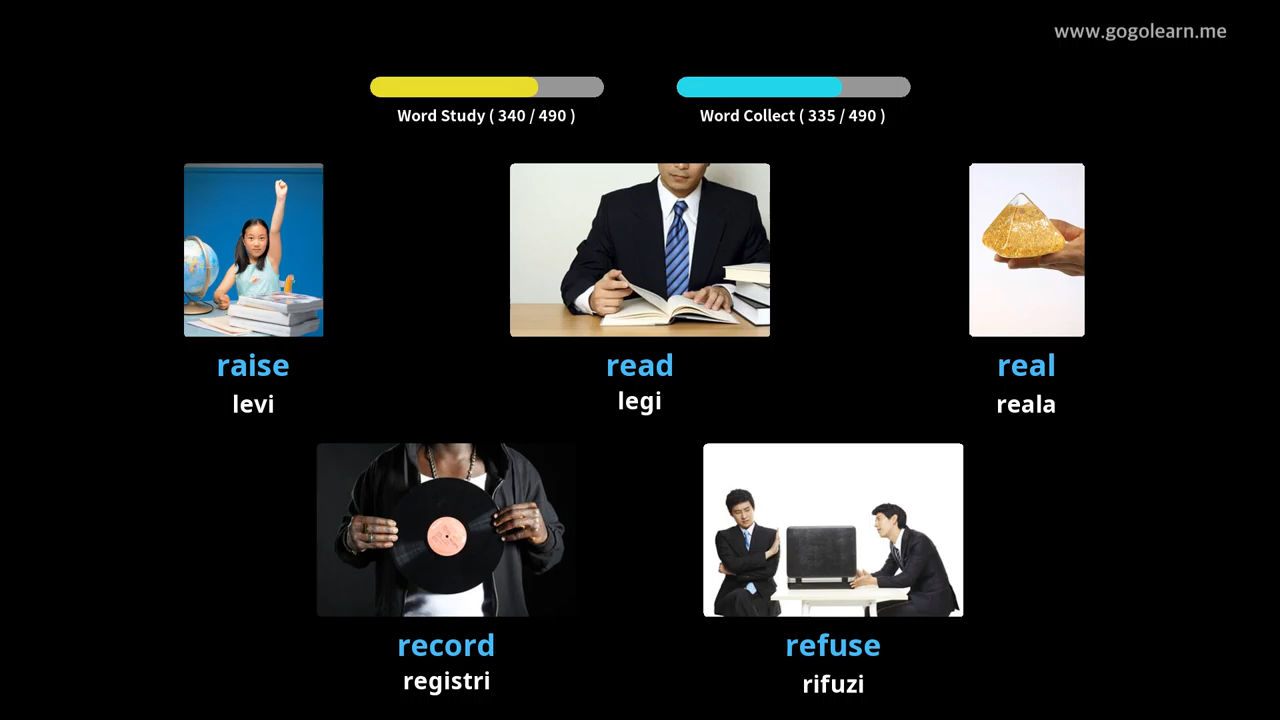 www.gogolearn.me
Word Study ( 340 / 490 )
Word Collect ( 335 / 490 )
raise
levi
read
legi
real
reala
record
registri
refuse
rifuzi